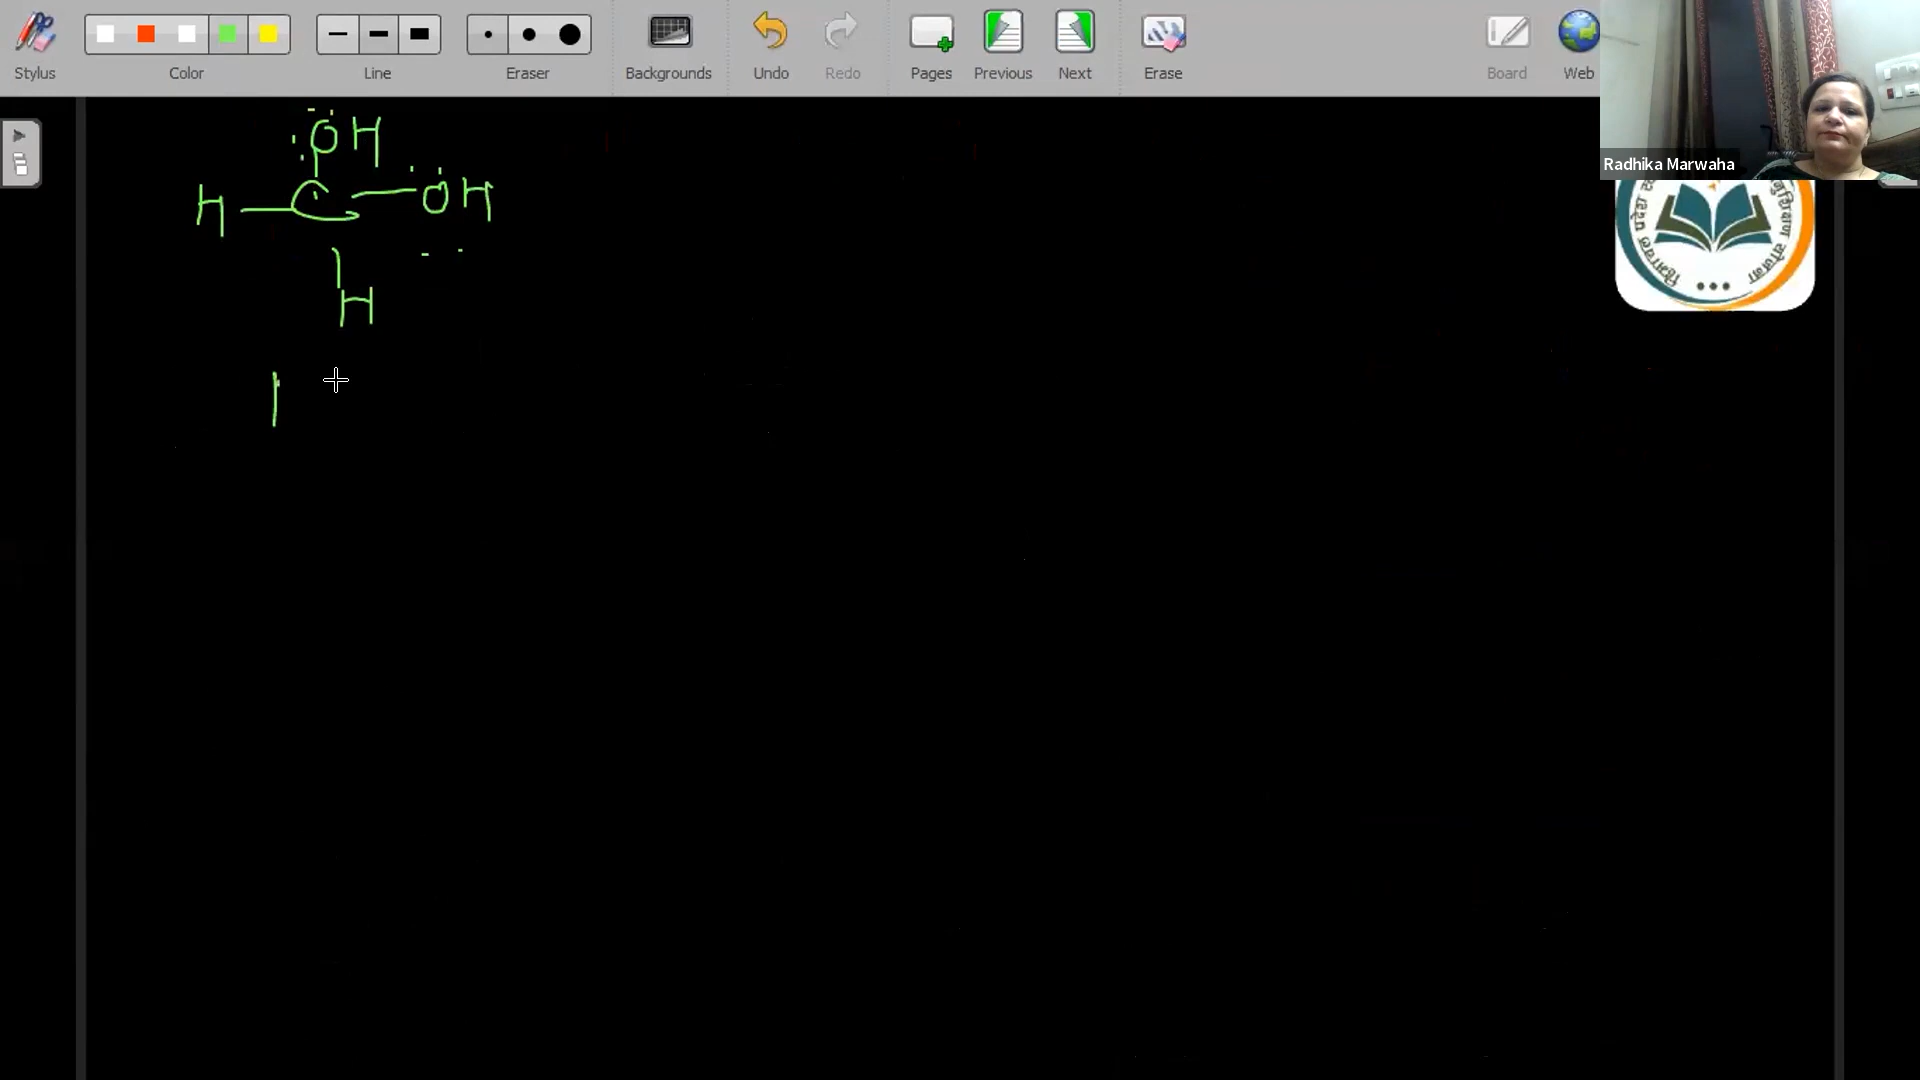 Stylus Color Line Eraser Backgrounds Undo Redo Pages Previous Next Erase Board Web
Radhika Marwaha
OH
H — C — OH
H